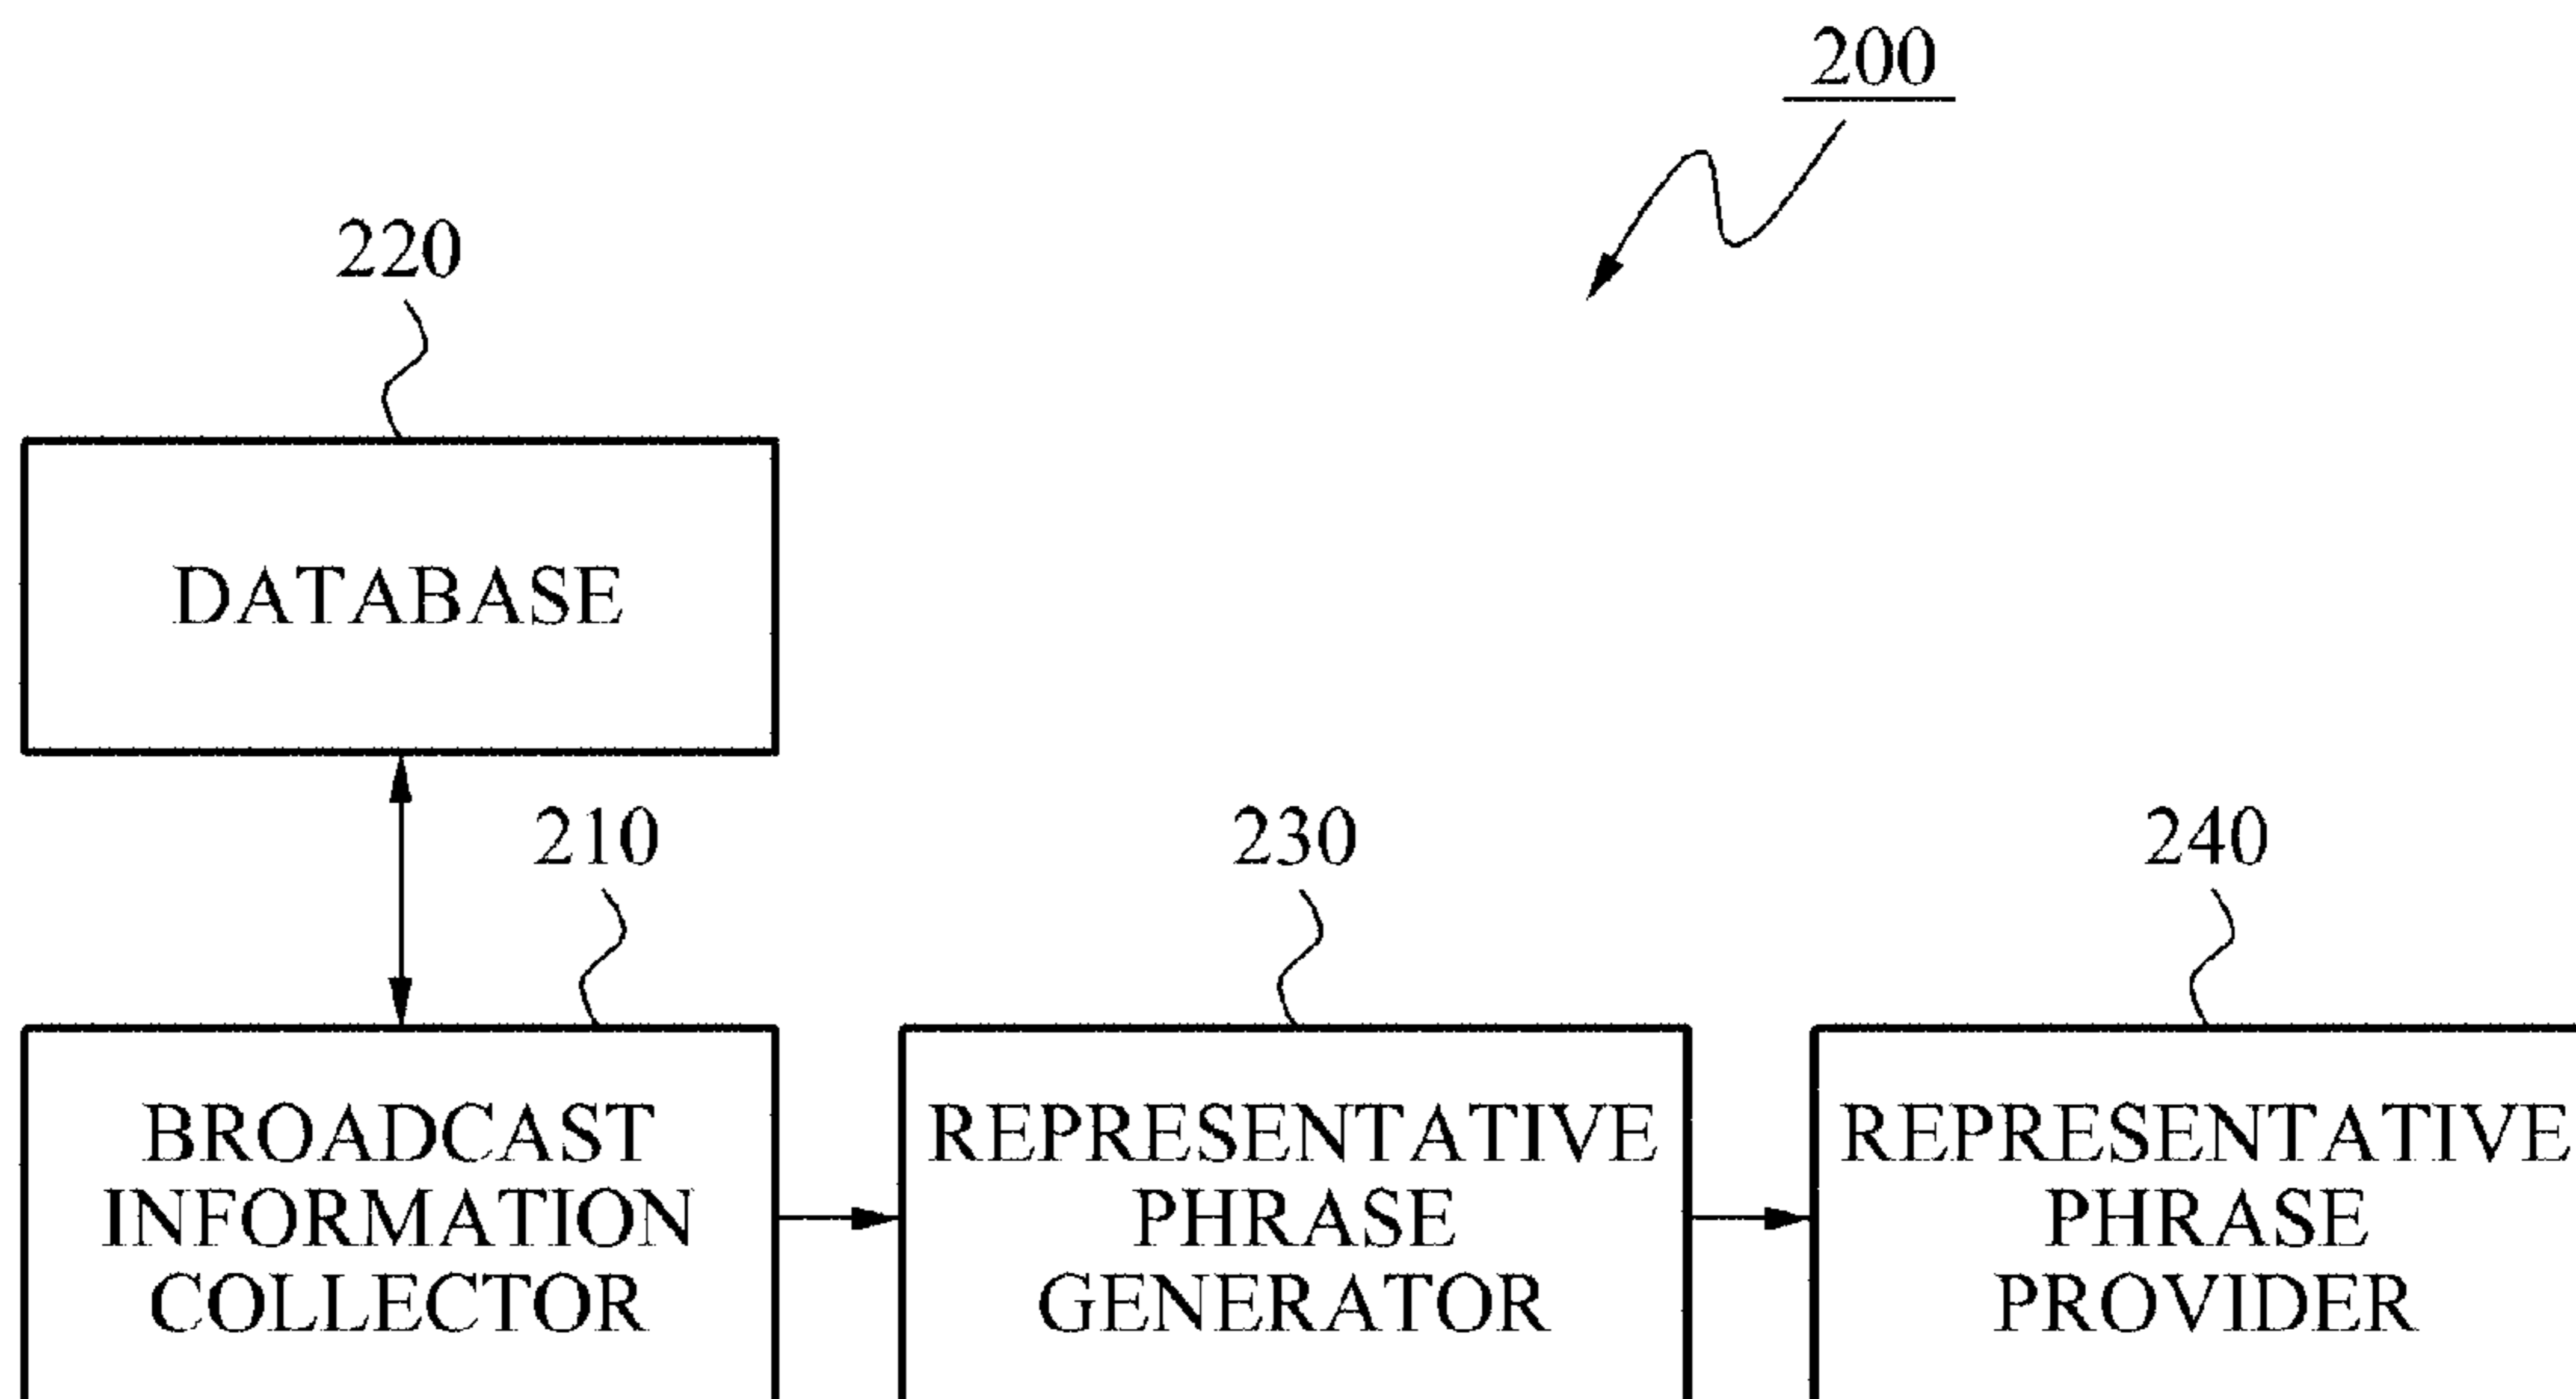 200
220
DATABASE
210
230
240
BROADCAST
INFORMATION
COLLECTOR
REPRESENTATIVE
PHRASE
GENERATOR
REPRESENTATIVE
PHRASE
PROVIDER